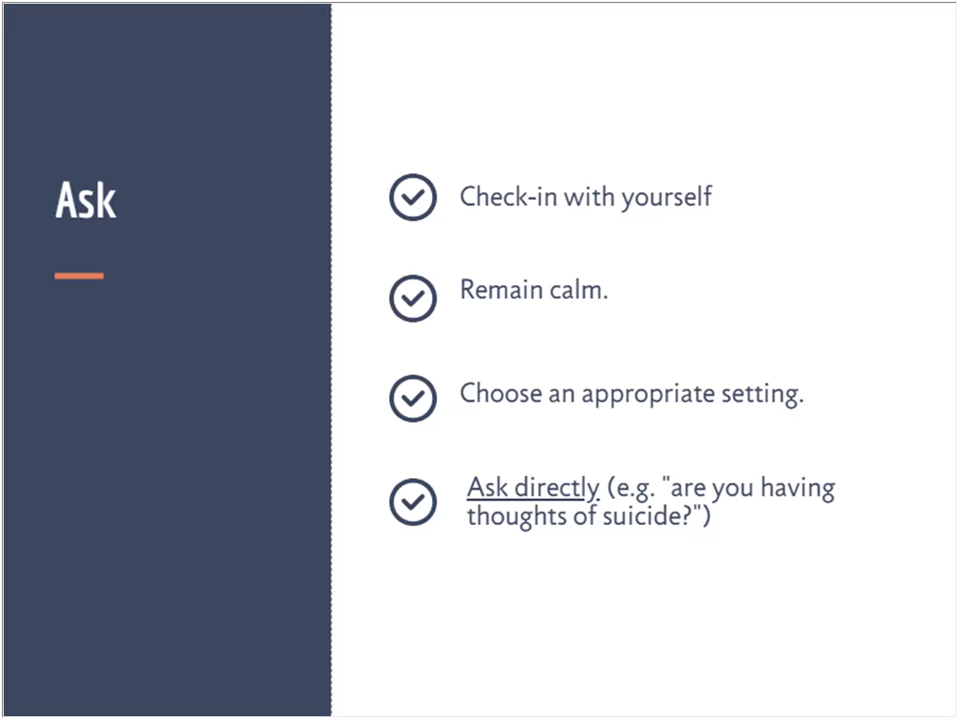 Ask
Check-in with yourself
Remain calm.
Choose an appropriate setting.
Ask directly (e.g. "are you having
thoughts of suicide?")